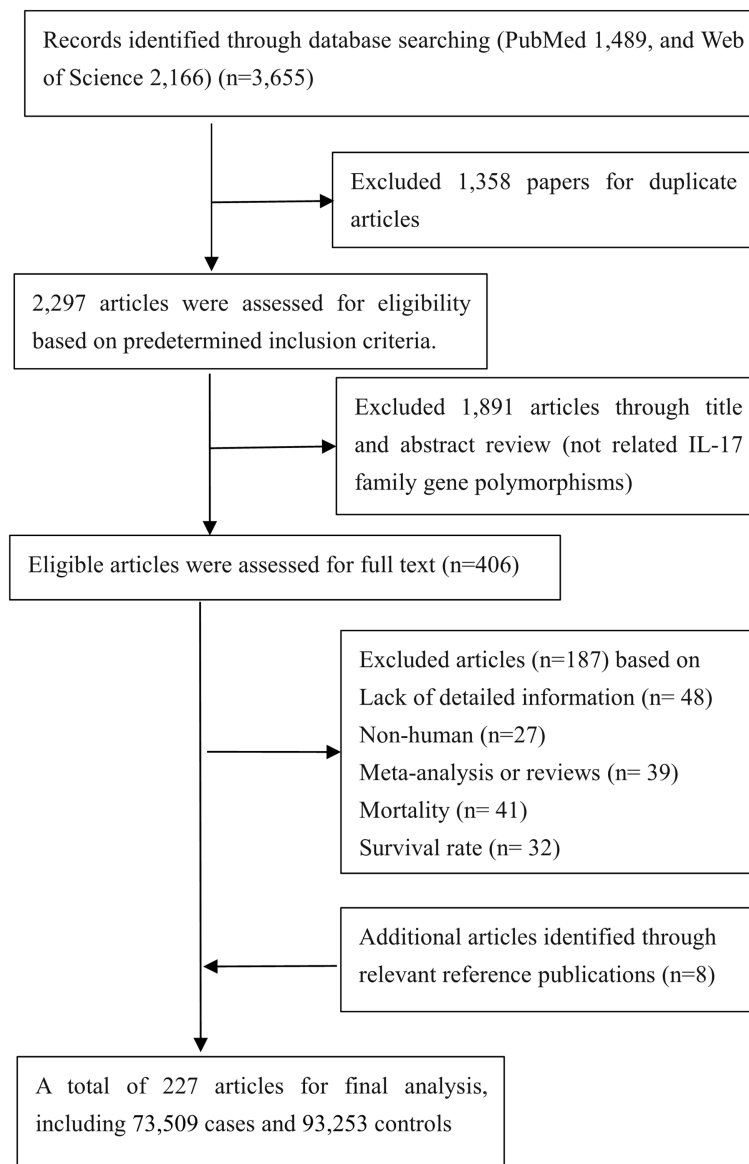 Records identified through database searching (PubMed 1,489, and Web
of Science 2,166) (n=3,655)
Excluded 1,358 papers for duplicate
articles
2,297 articles were assessed for eligibility
based on predetermined inclusion criteria.
Excluded 1,891 articles through title
and abstract review (not related IL-17
family gene polymorphisms)
Eligible articles were assessed for full text (n=406)
Excluded articles (n=187) based on
Lack of detailed information (n= 48)
Non-human (n=27)
Meta-analysis or reviews (n= 39)
Mortality (n= 41)
Survival rate (n= 32)
Additional articles identified through
relevant reference publications (n=8)
A total of 227 articles for final analysis,
including 73,509 cases and 93,253 controls